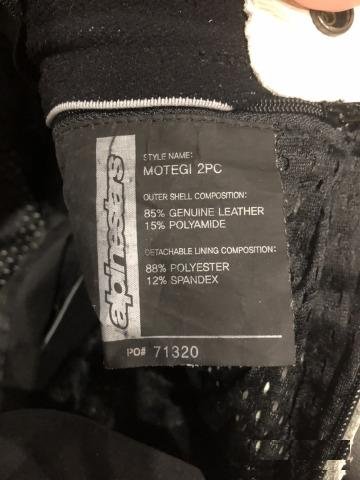 alpinestars
STYLE NAME:
MOTEGI 2PC
OUTER SHELL COMPOSITION:
85% GENUINE LEATHER
15% POLYAMIDE
DETACHABLE LINING COMPOSITION:
88% POLYESTER
12% SPANDEX
PO# 71320